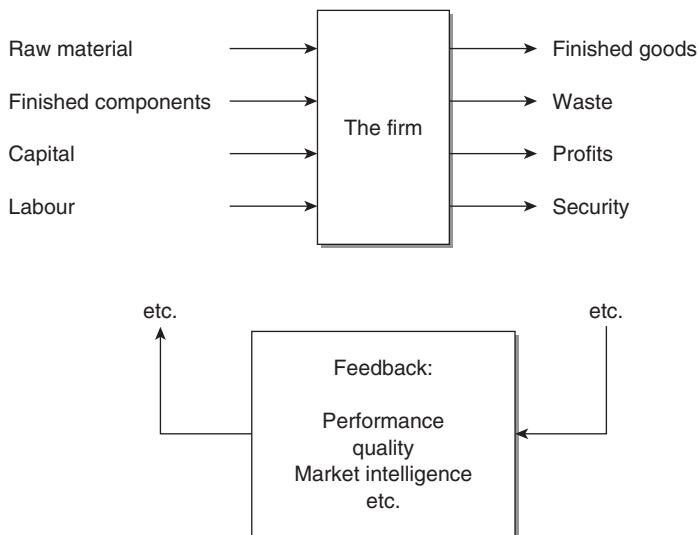 Raw material
Finished components
Capital
Labour
The firm
Finished goods
Waste
Profits
Security
etc.
etc.
Feedback:
Performance
quality
Market intelligence
etc.